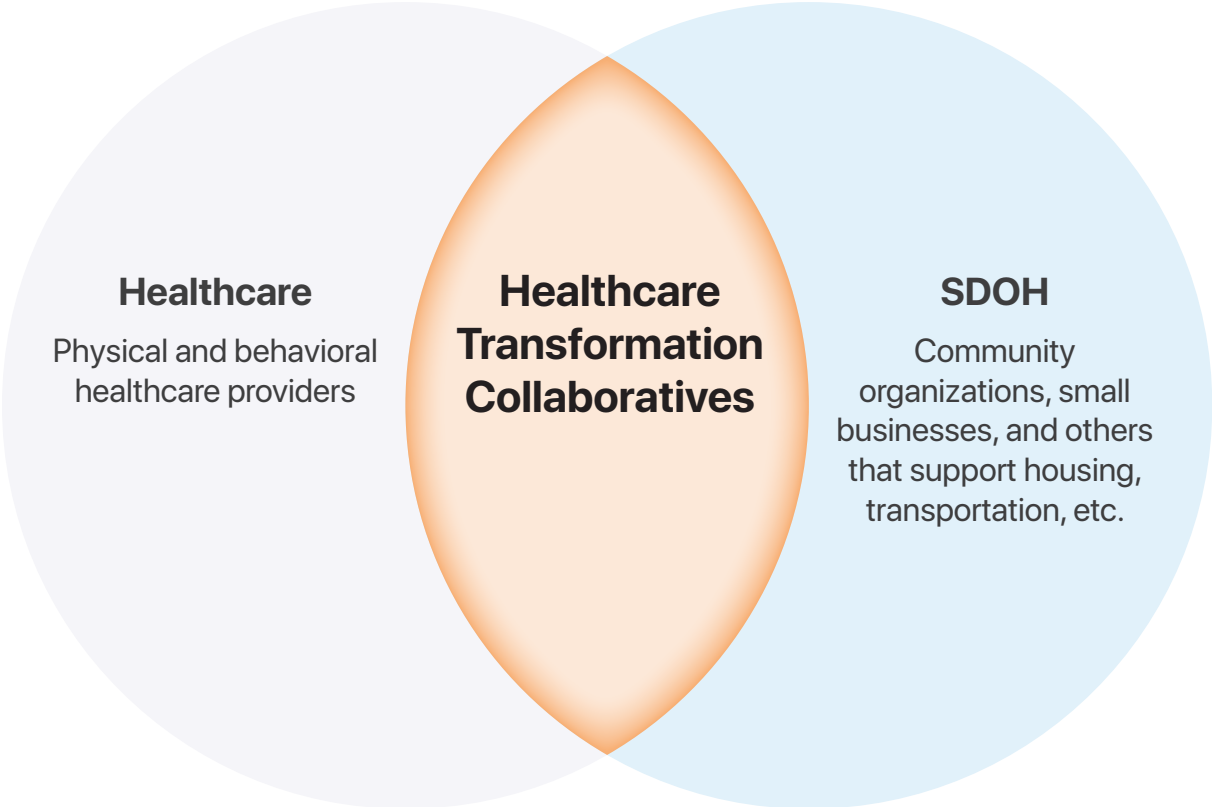 Healthcare
Physical and behavioral
healthcare providers
Healthcare
Transformation
Collaboratives
SDOH
Community
organizations, small
businesses, and others
that support housing,
transportation, etc.